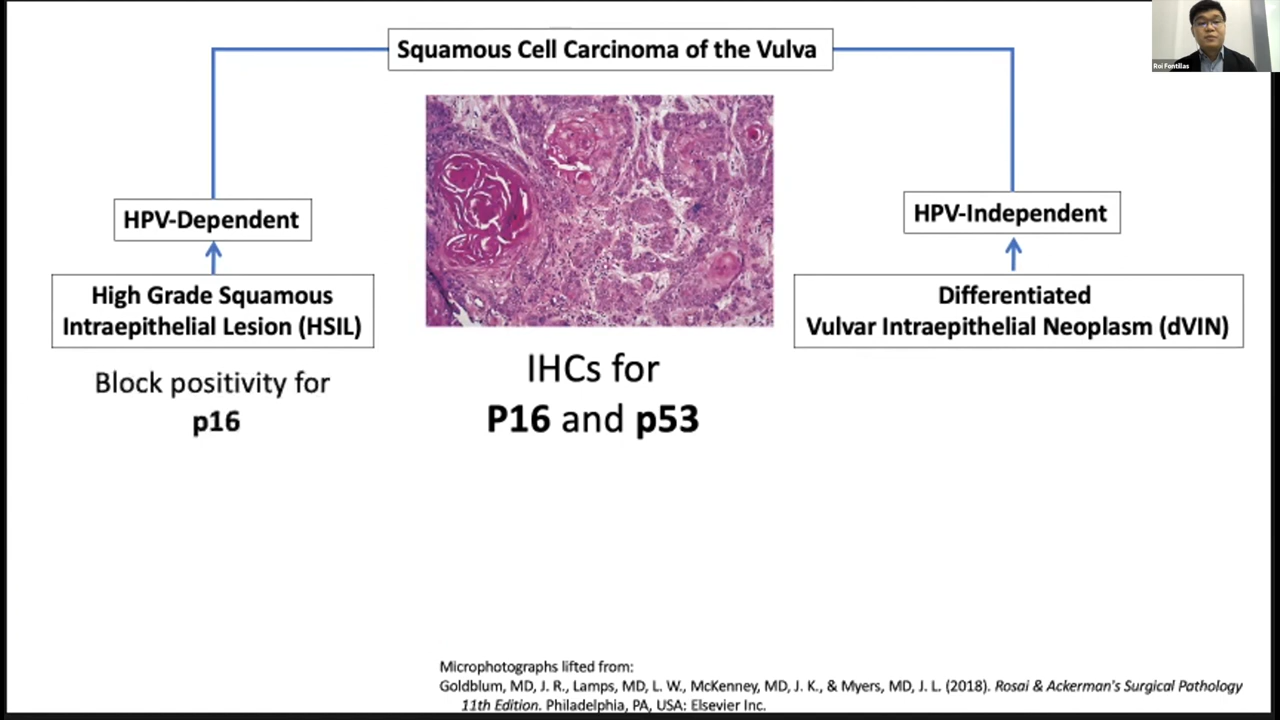 Squamous Cell Carcinoma of the Vulva
Roi Fontillas
HPV-Dependent
HPV-Independent
High Grade Squamous
Intraepithelial Lesion (HSIL)
Differentiated
Vulvar Intraepithelial Neoplasm (dVIN)
Block positivity for
p16
IHCs for
P16 and p53
Microphotographs lifted from:
Goldblum, MD, J. R., Lamps, MD, L. W., McKenney, MD, J. K., & Myers, MD, J. L. (2018). Rosai & Ackerman's Surgical Pathology
11th Edition. Philadelphia, PA, USA: Elsevier Inc.